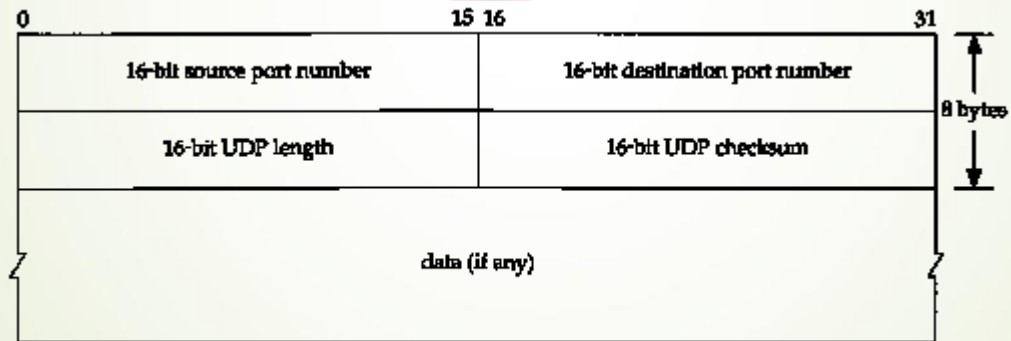 0 15 16 31
16-bit source port number 16-bit destination port number
8 bytes
16-bit UDP length 16-bit UDP checksum
data (if any)